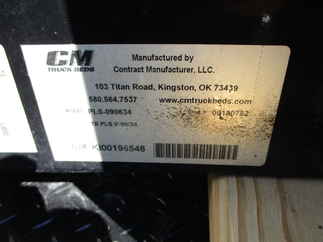 CM
TRUCK BEDS
Manufactured by
Contract Manufacturer, LLC.
103 Titan Road, Kingston, OK 73439
580.564.7537 www.cmtruckbeds.com
PLS-090634
KI00196546